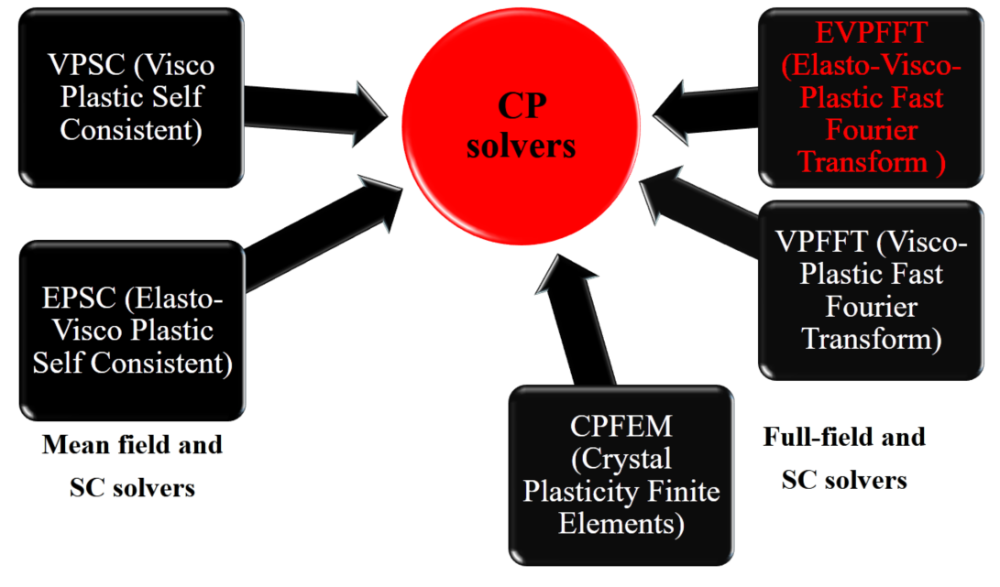 VPSC (Visco
Plastic Self
Consistent)
CP
solvers
EVPFFT
(Elasto-Visco-
Plastic Fast
Fourier
Transform )
EPSC (Elasto-
Visco Plastic
Self Consistent)
VPFFT (Visco-
Plastic Fast
Fourier
Transform)
Mean field and
SC solvers
CPFEM
(Crystal
Plasticity Finite
Elements)
Full-field and
SC solvers